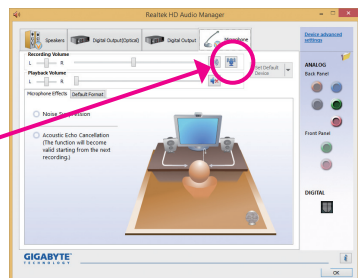 Realtek HD Audio Manager
Speakers
Digital Output(Optical)
Digital Output
Microphone
Device advanced
settings
Recording Volume
L
R
Set Default
Device
Playback Volume
L
R
ANALOG
Back Panel
Microphone Effects
Default Format
Noise Suppression
Acoustic Echo Cancellation
(The function will become
valid starting from the next
recording.)
Front Panel
DIGITAL
GIGABYTE
TECHNOLOGY
OK